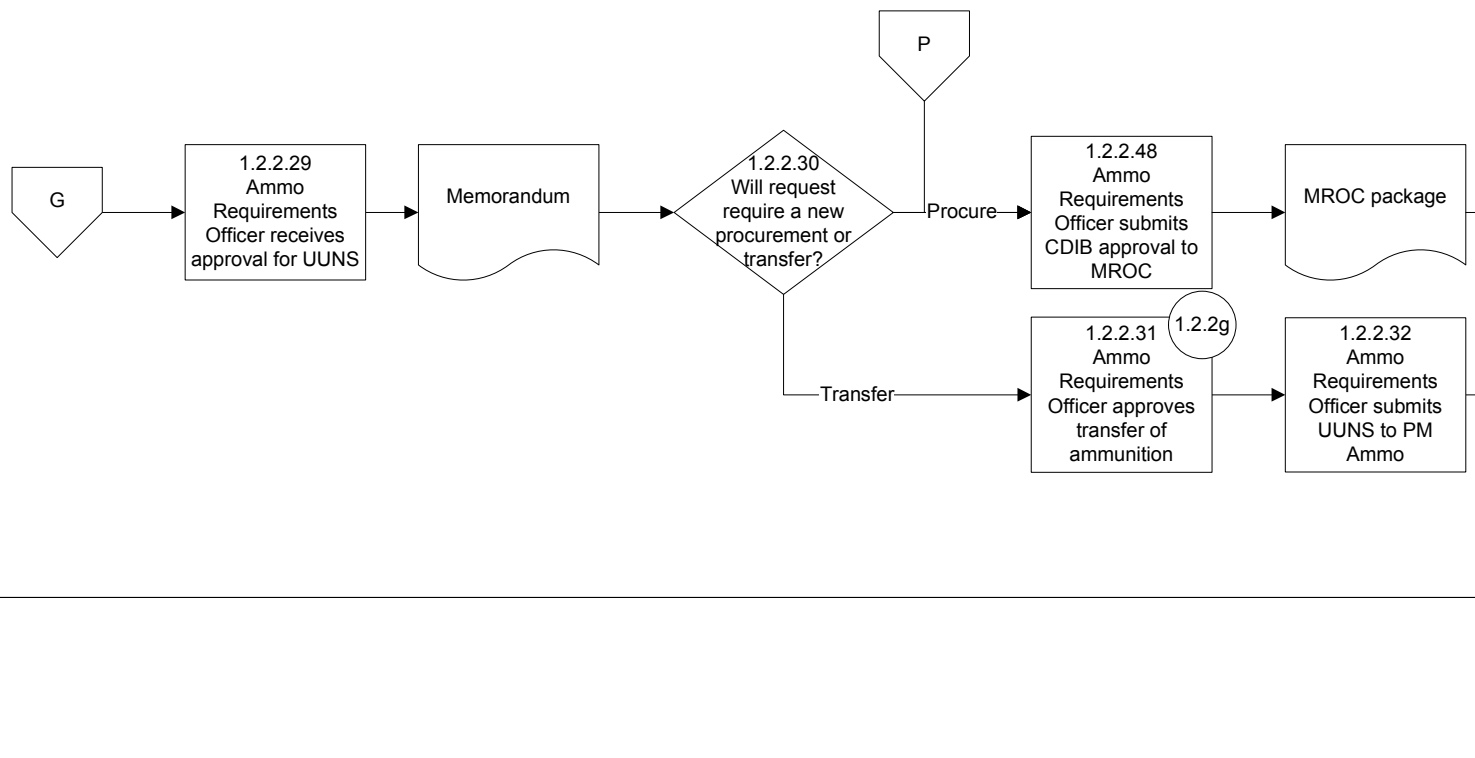 P
G
1.2.2.29
Ammo
Requirements
Officer receives
approval for UUNS
Memorandum
1.2.2.30
Will request
require a new
procurement or
transfer?
Procure
1.2.2.48
Ammo
Requirements
Officer submits
CDIB approval to
MROC
MROC package
Transfer
1.2.2.31
Ammo
Requirements
Officer approves
transfer of
ammunition
1.2.2g
1.2.2.32
Ammo
Requirements
Officer submits
UUNS to PM
Ammo